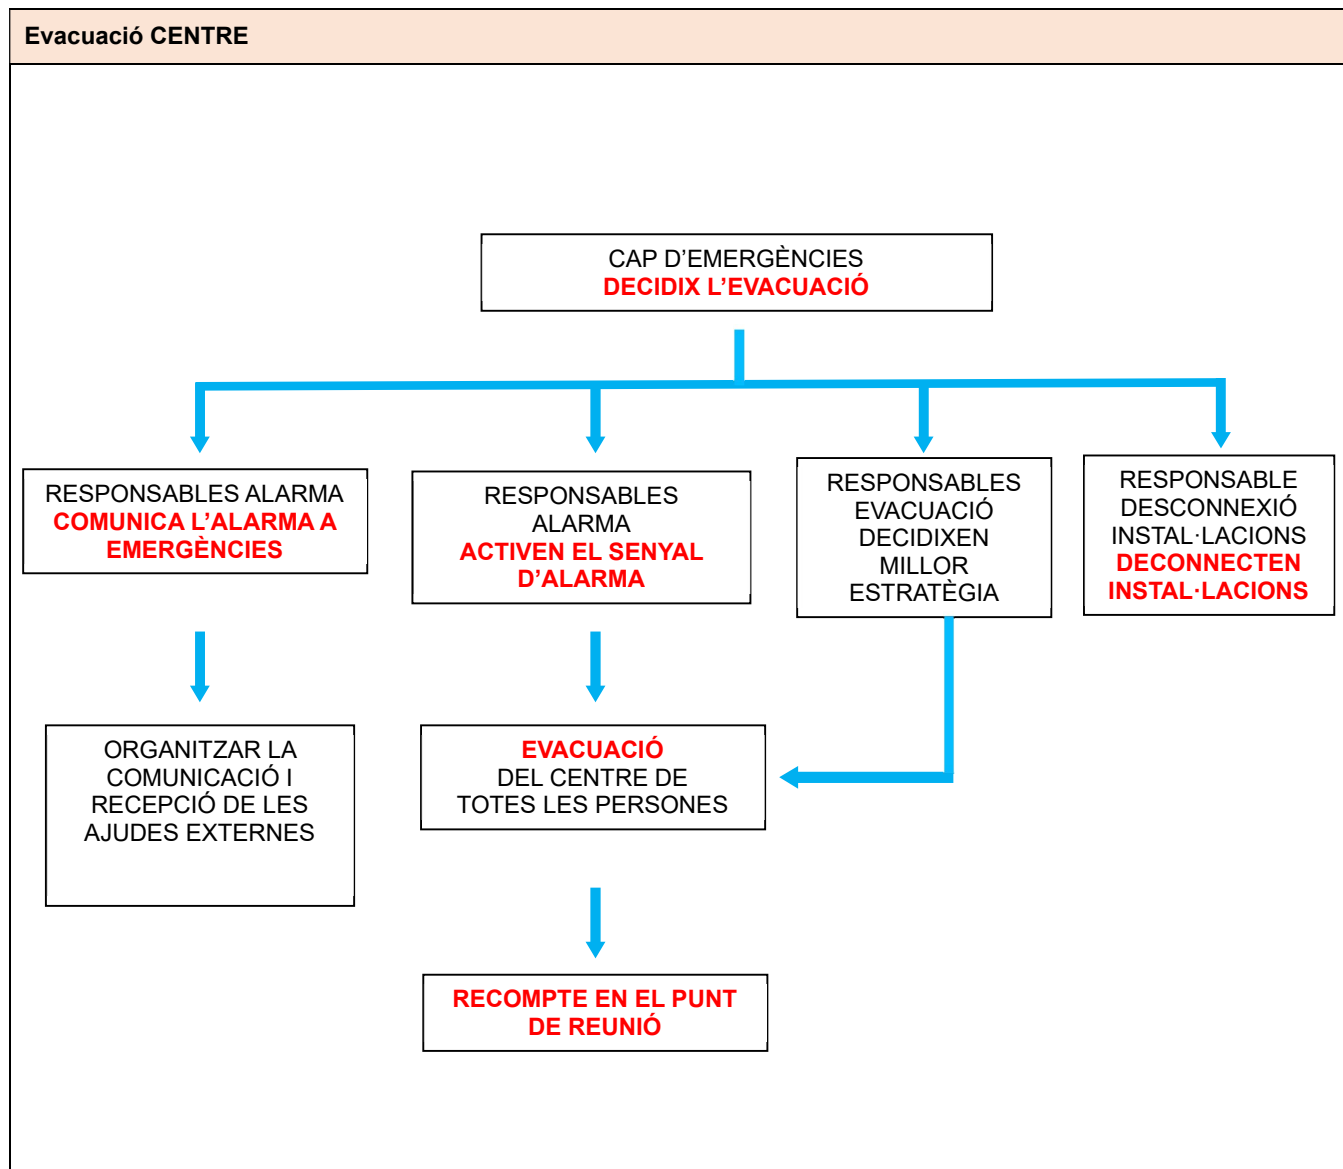 Evacuació CENTRE
CAP D’EMERGÈNCIES
DECIDIX L’EVACUACIÓ
RESPONSABLES ALARMA
COMUNICA L’ALARMA A
EMERGÈNCIES
RESPONSABLES
ALARMA
ACTIVEN EL SENYAL
D’ALARMA
RESPONSABLES
EVACUACIÓ
DECIDIXEN
MILLOR
ESTRATÈGIA
RESPONSABLE
DESCONNEXIÓ
INSTAL·LACIONS
DECONNECTEN
INSTAL·LACIONS
ORGANITZAR LA
COMUNICACIÓ I
RECEPCIÓ DE LES
AJUDES EXTERNES
EVACUACIÓ
DEL CENTRE DE
TOTES LES PERSONES
RECOMPTE EN EL PUNT
DE REUNIÓ